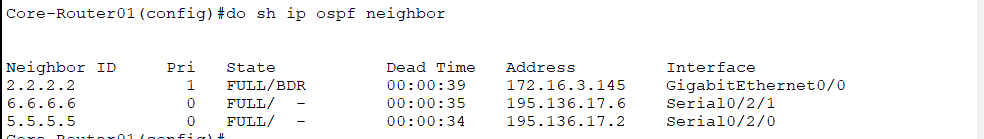 Core-Router01(config)#do sh ip ospf neighbor
Neighbor ID Pri State Dead Time Address Interface
2.2.2.2 1 FULL/BDR 00:00:39 172.16.3.145 GigabitEthernet0/0
6.6.6.6 0 FULL/ - 00:00:35 195.136.17.6 Serial0/2/1
5.5.5.5 0 FULL/ - 00:00:34 195.136.17.2 Serial0/2/0
Core-Router01(config)#